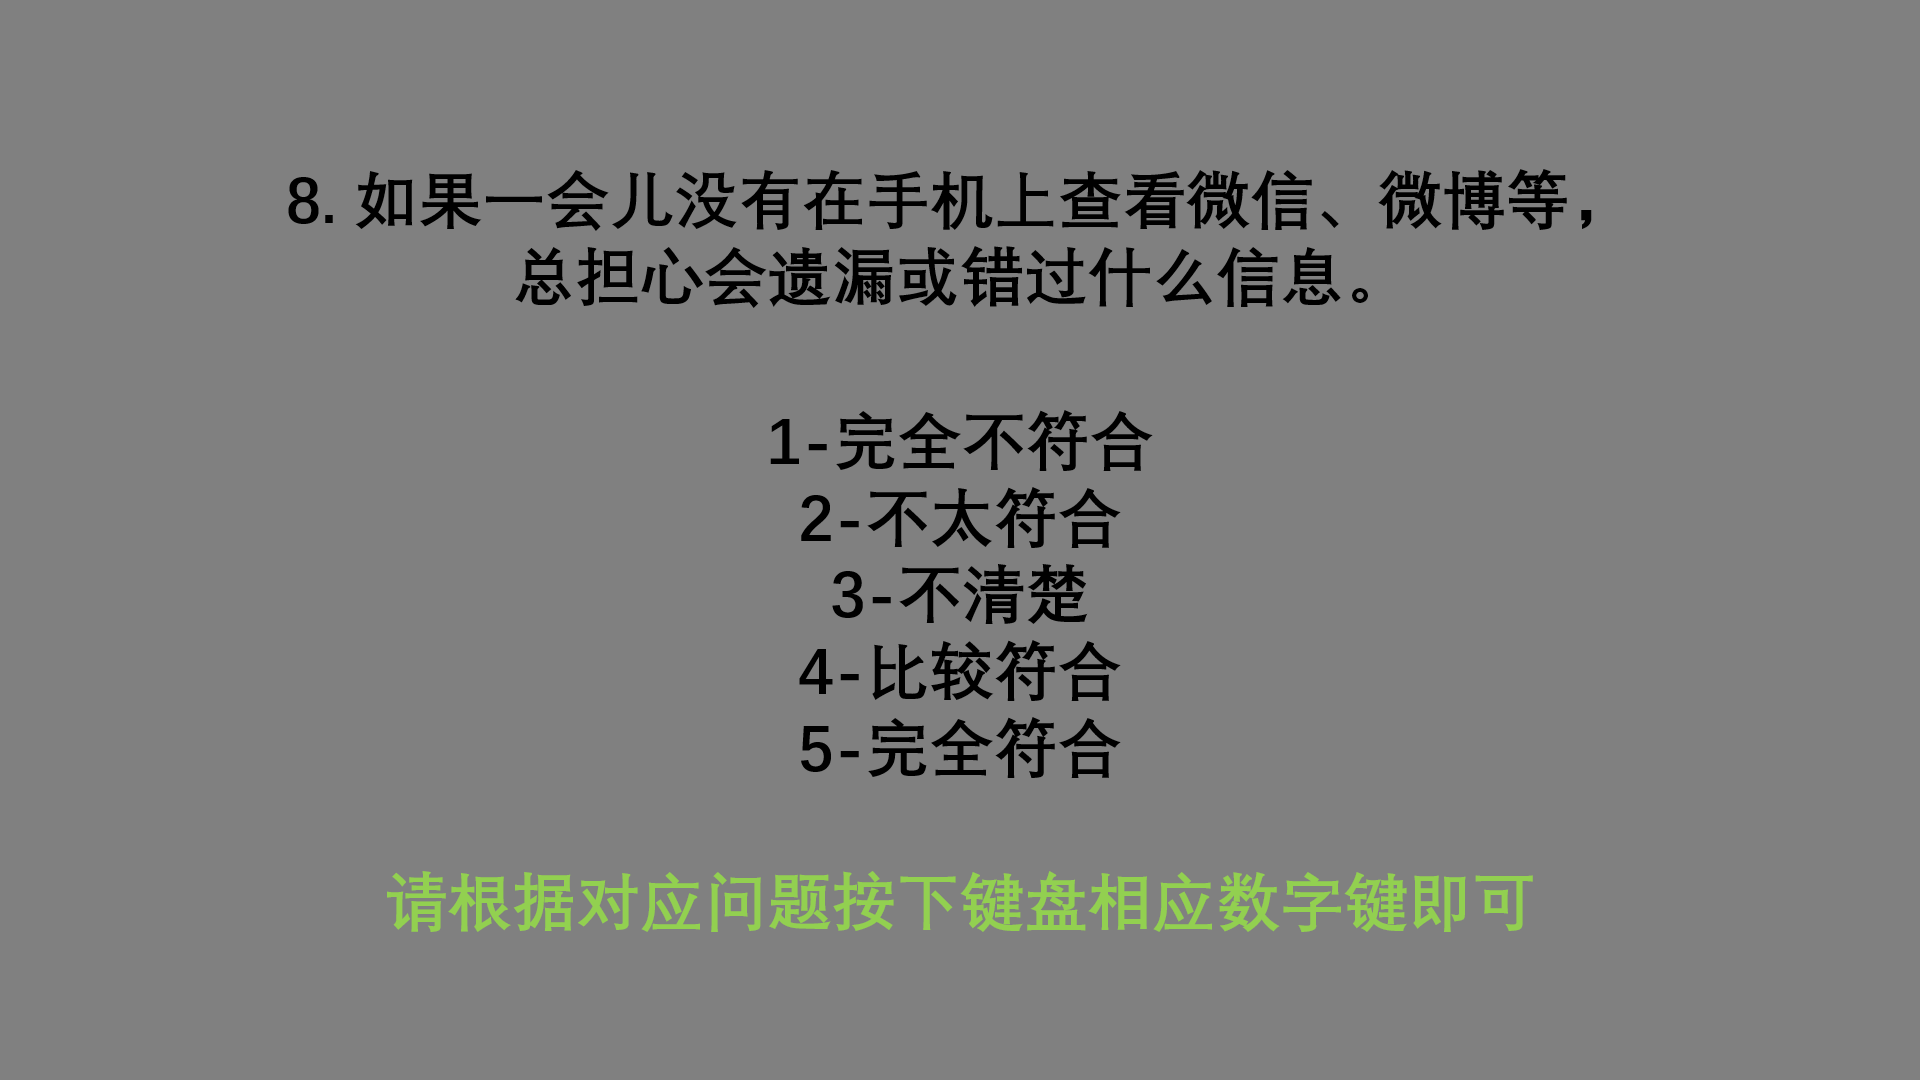 8. 如果一会儿没有在手机上查看微信、微博等，
总担心会遗漏或错过什么信息。
1-完全不符合
2-不太符合
3-不清楚
4-比较符合
5-完全符合
请根据对应问题按下键盘相应数字键即可